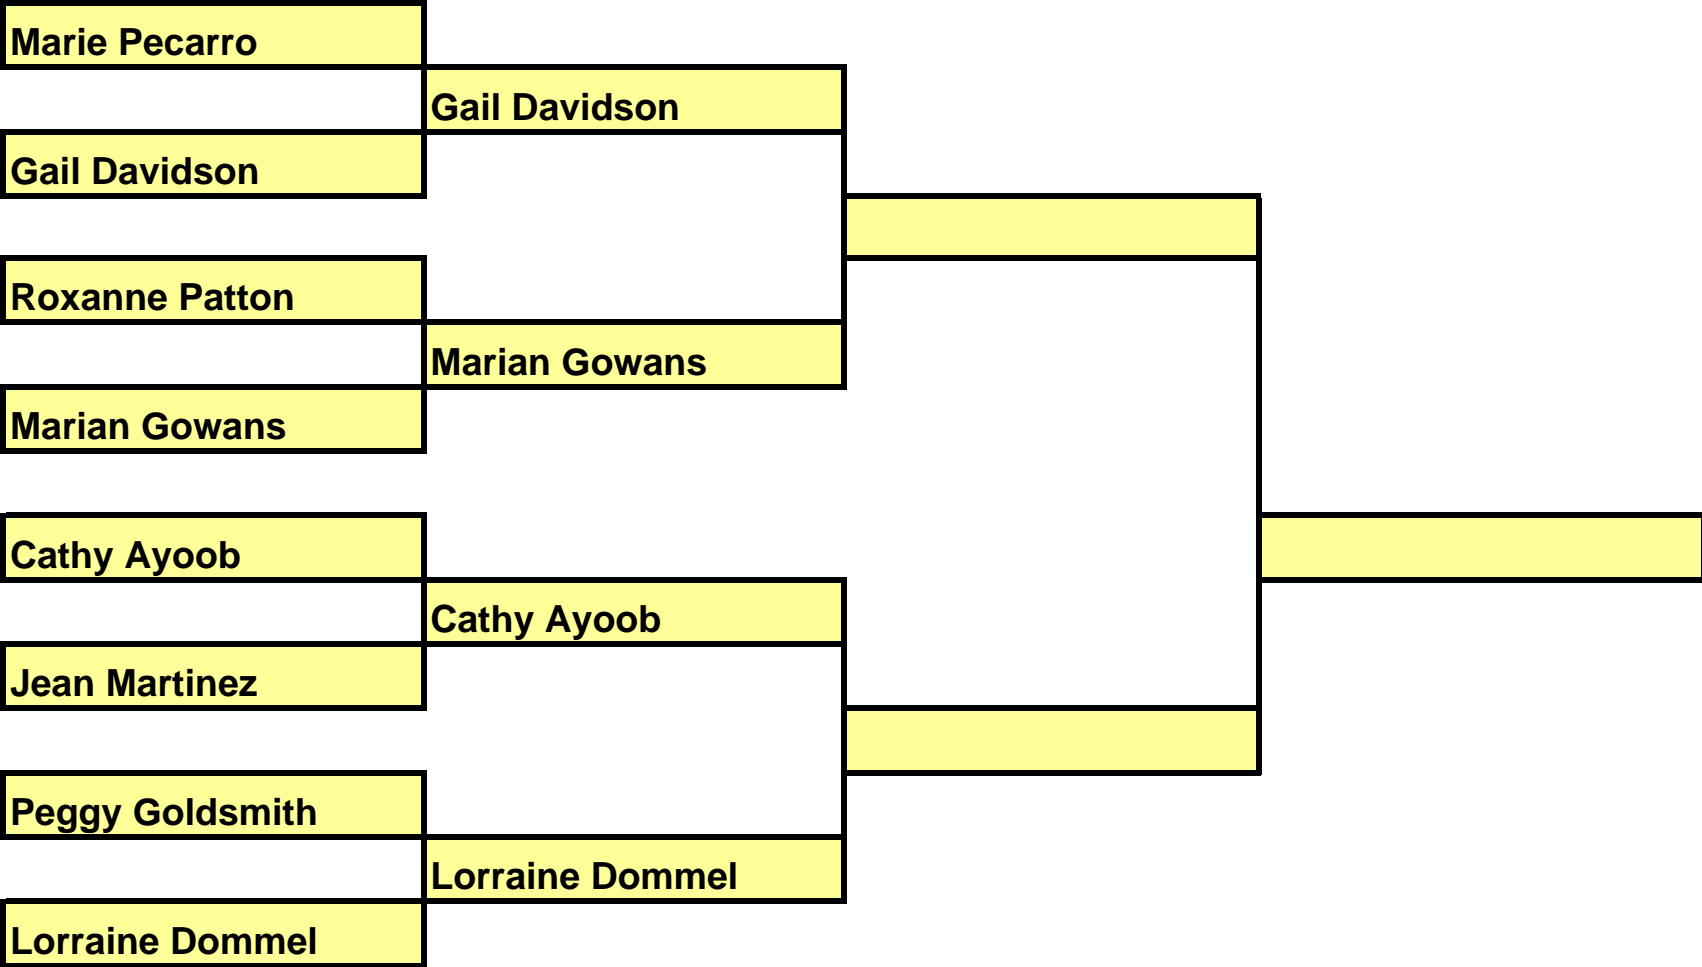 Marie Pecarro
Gail Davidson
Gail Davidson
Roxanne Patton
Marian Gowans
Marian Gowans
Cathy Ayoob
Cathy Ayoob
Jean Martinez
Peggy Goldsmith
Lorraine Dommel
Lorraine Dommel